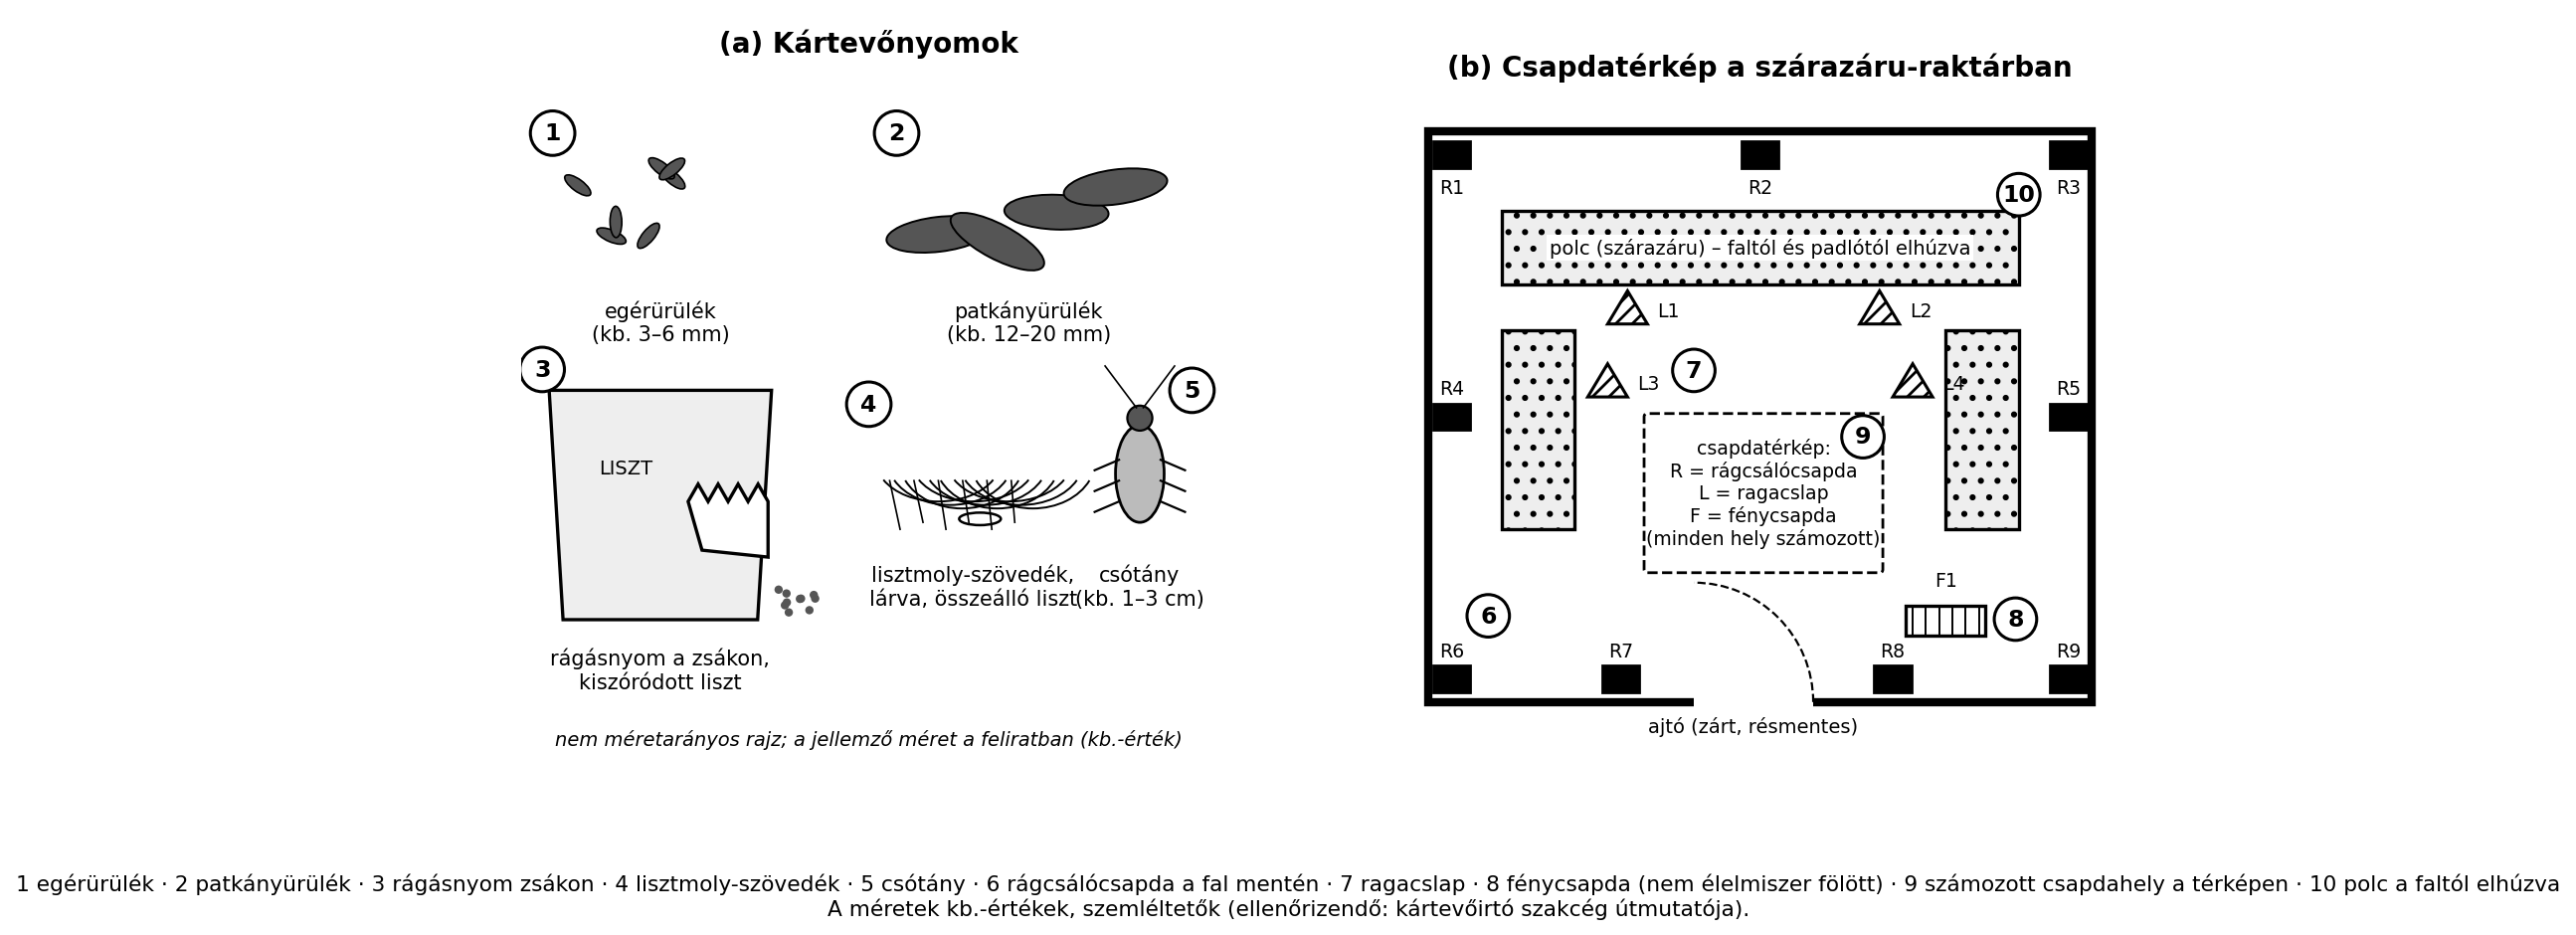 (a) Kártevőnyomok
1
2
egérürülék
(kb. 3–6 mm)
patkányürülék
(kb. 12–20 mm)
3
LISZT
rágásnyom a zsákon,
kiszóródott liszt
4
5
lisztmoly-szövedék,
lárva, összeálló liszt
csótány
(kb. 1–3 cm)
nem méretarányos rajz; a jellemző méret a feliratban (kb.-érték)
(b) Csapdatérkép a szárazáru-raktárban
R1
R2
R3
10
polc (szárazáru) – faltól és padlótól elhúzva
L1
L2
L3
7
L4
R4
R5
9
csapdatérkép:
R = rágcsálócsapda
L = ragacslap
F = fénycsapda
(minden hely számozott)
F1
6
8
R6
R7
R8
R9
ajtó (zárt, résmentes)
1 egérürülék · 2 patkányürülék · 3 rágásnyom zsákon · 4 lisztmoly-szövedék · 5 csótány · 6 rágcsálócsapda a fal mentén · 7 ragacslap · 8 fénycsapda (nem élelmiszer fölött) · 9 számozott csapdahely a térképen · 10 polc a faltól elhúzva
A méretek kb.-értékek, szemléltetők (ellenőrizendő: kártevőirtó szakcég útmutatója).